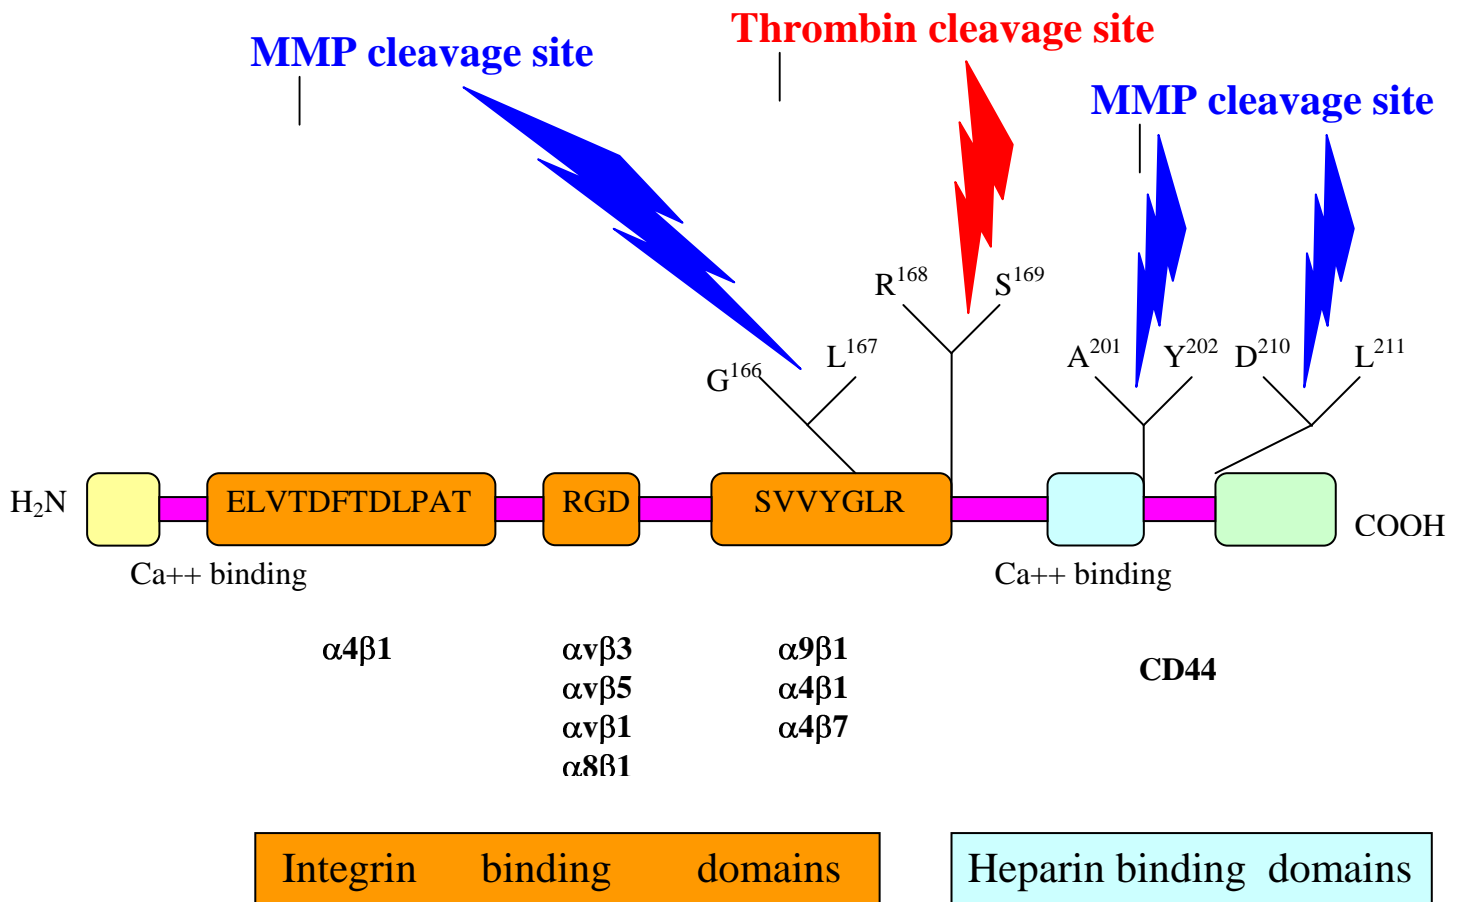 Thrombin cleavage site
MMP cleavage site
MMP cleavage site
R168 S169
G166 L167 A201 Y202 D210 L211
H2N ELVTDFTDLPAT RGD SVVYGLR COOH
Ca++ binding Ca++ binding
α4β1 αvβ3 α9β1 CD44
αvβ5 α4β1
αvβ1 α4β7
α8β1
Integrin binding domains Heparin binding domains